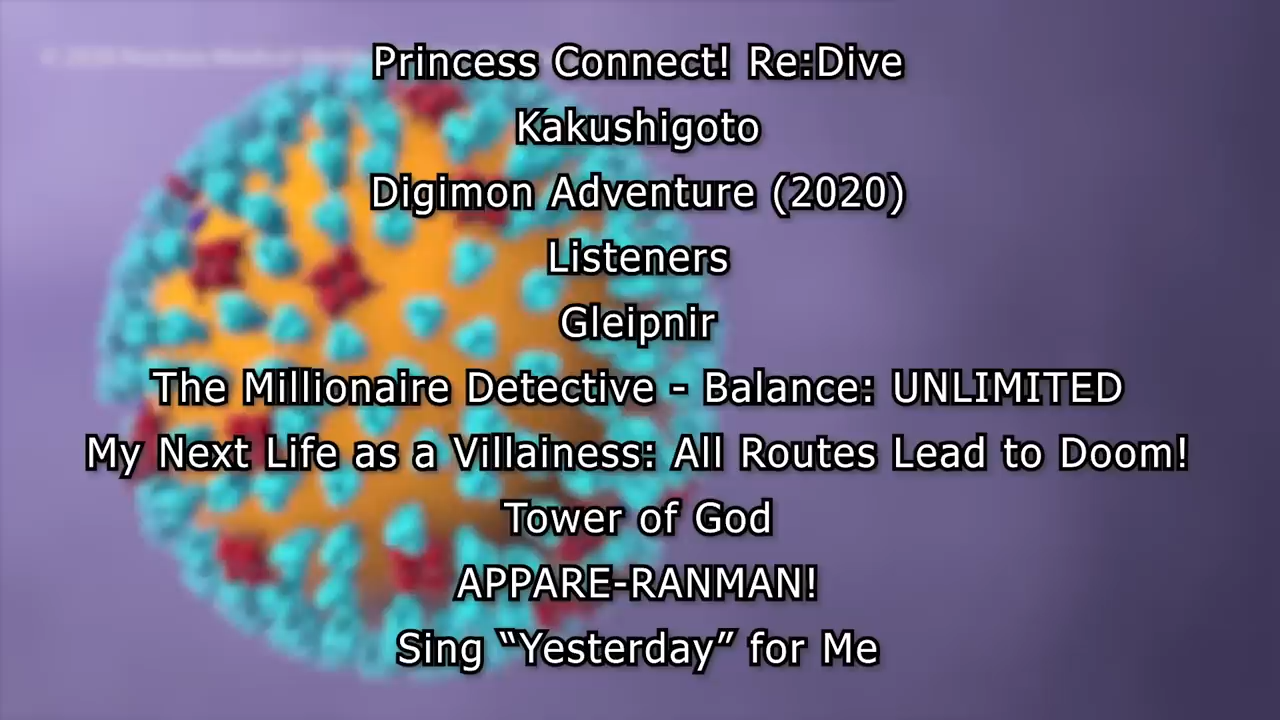 Princess Connect! Re:Dive
Kakushigoto
Digimon Adventure (2020)
Listeners
Gleipnir
The Millionaire Detective - Balance: UNLIMITED
My Next Life as a Villainess: All Routes Lead to Doom!
Tower of God
APPARE-RANMAN!
Sing “Yesterday” for Me